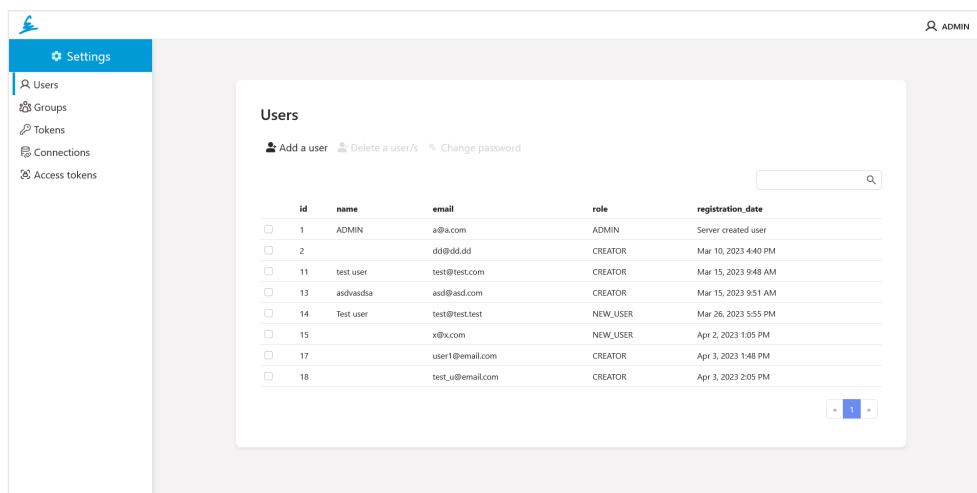 ADMIN
Settings
Users
Groups
Tokens
Connections
Access tokens
Users
Add a user Delete a user/s Change password
id name email role registration_date
1 ADMIN a@a.com ADMIN Server created user
2 dd@dd.dd CREATOR Mar 10, 2023 4:40 PM
11 test user test@test.com CREATOR Mar 15, 2023 9:48 AM
13 asdvasdsa asd@asd.com CREATOR Mar 15, 2023 9:51 AM
14 Test user test@test.test NEW_USER Mar 26, 2023 5:55 PM
15 x@x.com NEW_USER Apr 2, 2023 1:05 PM
17 user1@email.com CREATOR Apr 3, 2023 1:48 PM
18 test_u@email.com CREATOR Apr 3, 2023 2:05 PM
« 1 »